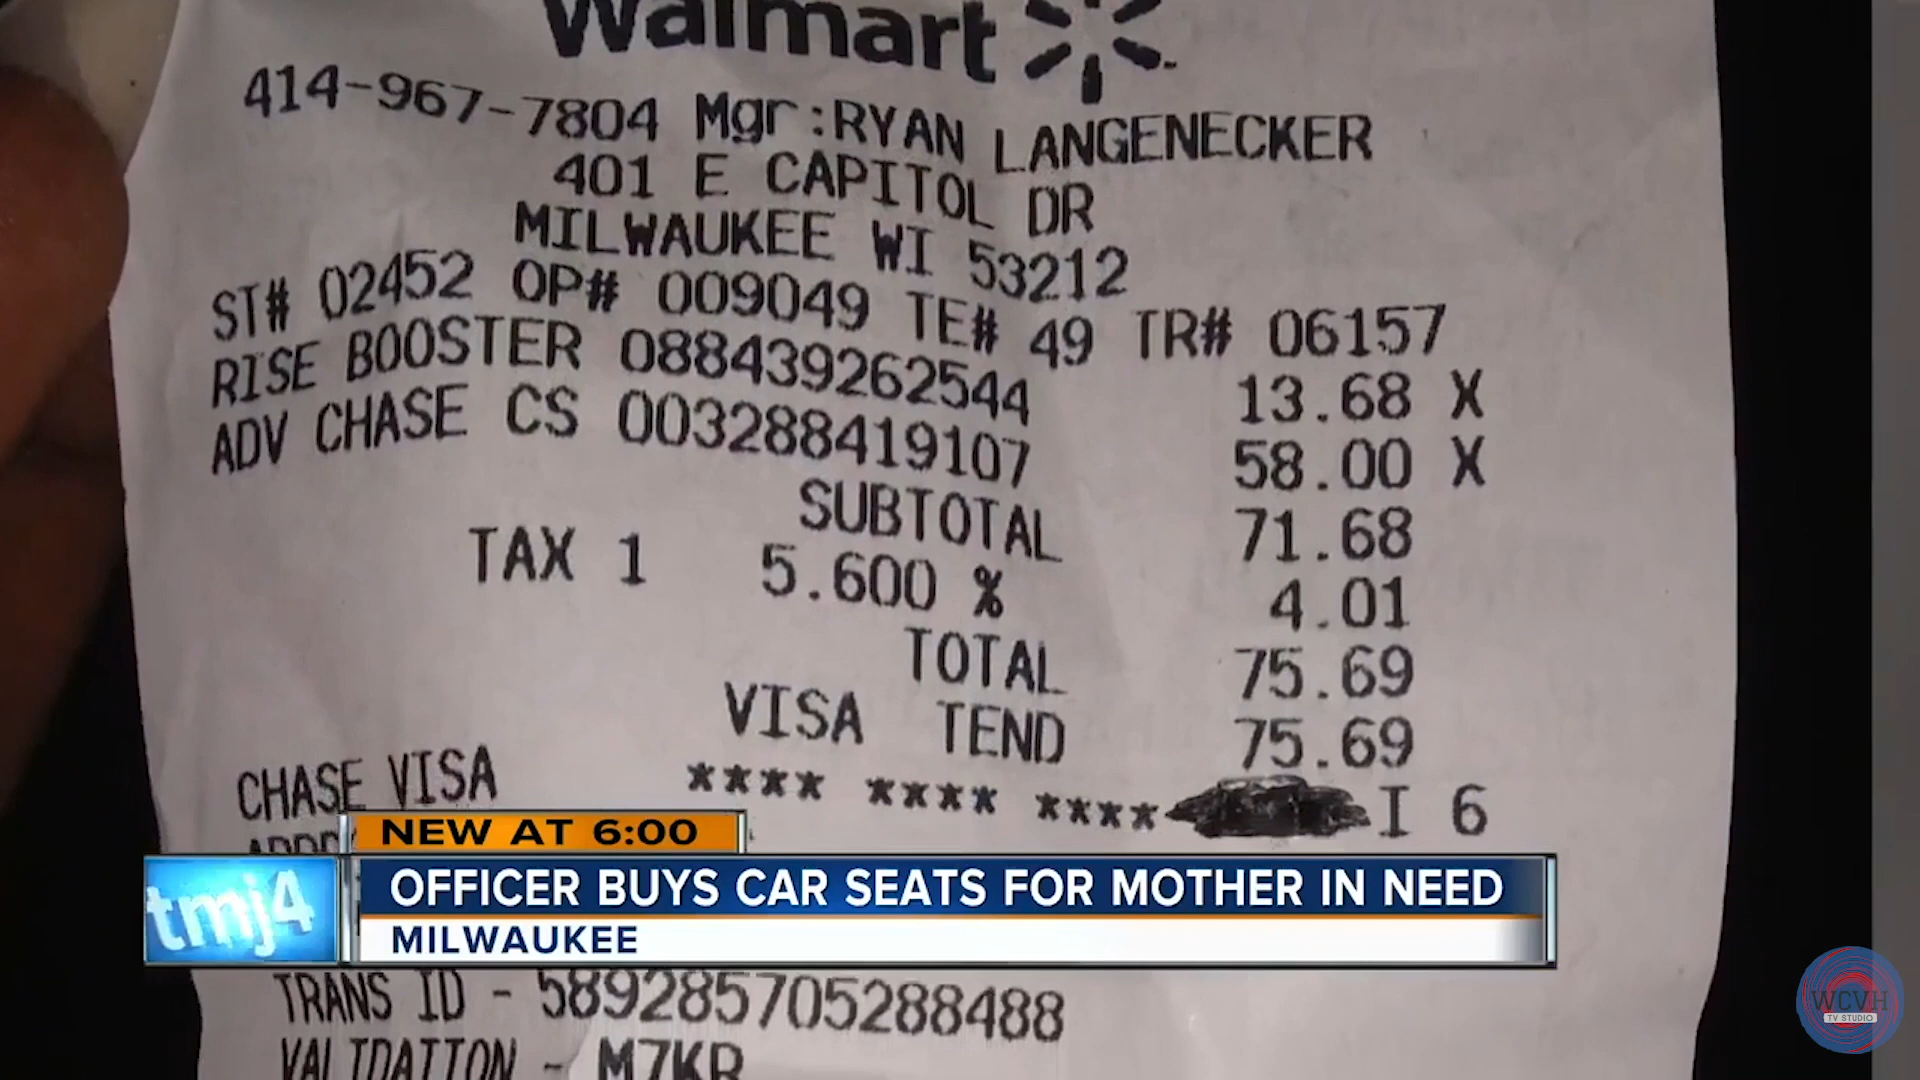 Walmart
414-967-7804 Mgr:RYAN LANGENECKER
401 E CAPITOL DR
MILWAUKEE WI 53212
ST# 02452 OP# 009049 TE# 49 TR# 06157
RISE BOOSTER 088439262544 13.68 X
ADV CHASE CS 003288419107 58.00 X
SUBTOTAL 71.68
TAX 1 5.600 % 4.01
TOTAL 75.69
VISA TEND 75.69
CHASE VISA **** **** **** I 6
NEW AT 6:00
tmj4
OFFICER BUYS CAR SEATS FOR MOTHER IN NEED
MILWAUKEE
TRANS ID - 589285705288488
VALIDATION - M7KR
WCVH
TV STUDIO